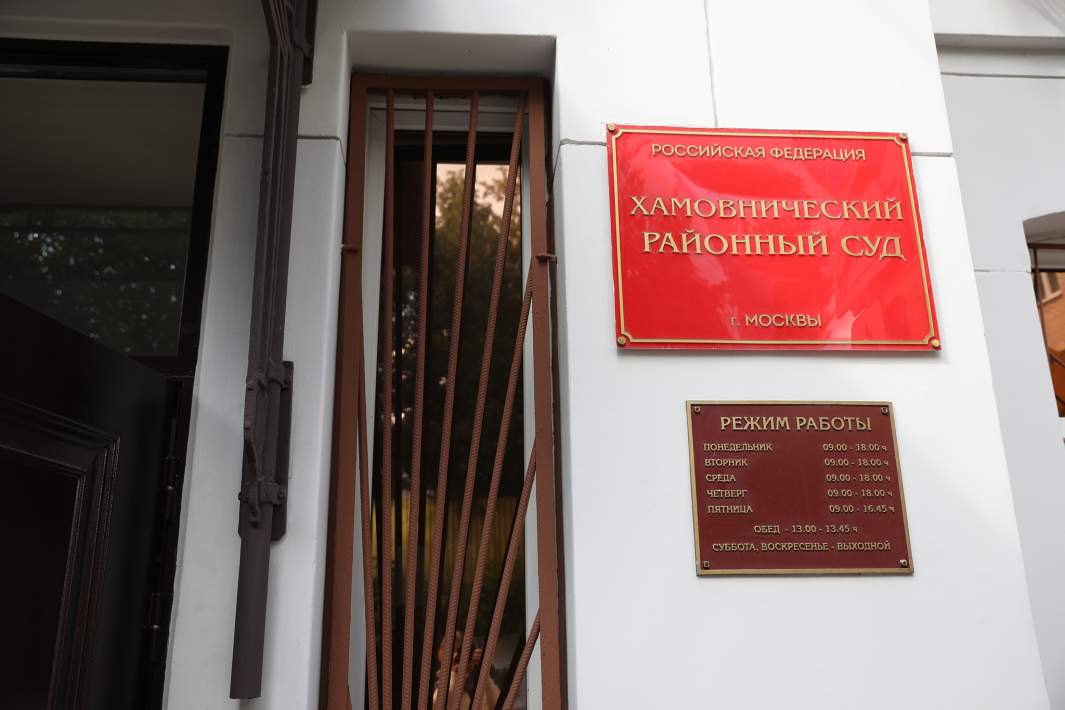 РОССИЙСКАЯ ФЕДЕРАЦИЯ
ХАМОВНИЧЕСКИЙ
РАЙОННЫЙ СУД
г. МОСКВЫ
РЕЖИМ РАБОТЫ
ПОНЕДЕЛЬНИК 09.00 - 18.00 ч
ВТОРНИК 09.00 - 18.00 ч
СРЕДА 09.00 - 18.00 ч
ЧЕТВЕРГ 09.00 - 18.00 ч
ПЯТНИЦА 09.00 - 16.45 ч
ОБЕД - 13.00 - 13.45 ч
СУББОТА, ВОСКРЕСЕНЬЕ - ВЫХОДНОЙ